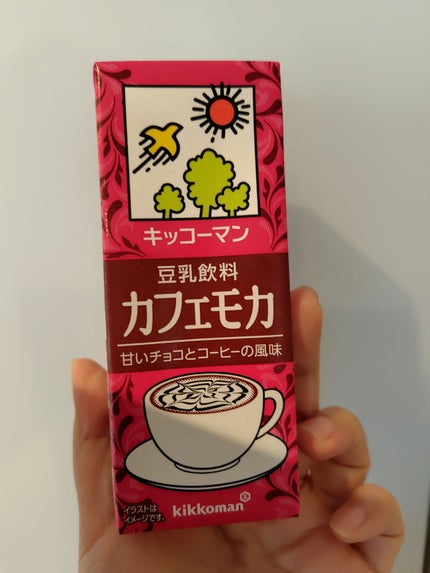 キッコーマン
豆乳飲料
カフェモカ
甘いチョコとコーヒーの風味
イラストは
イメージです。
kikkoman®